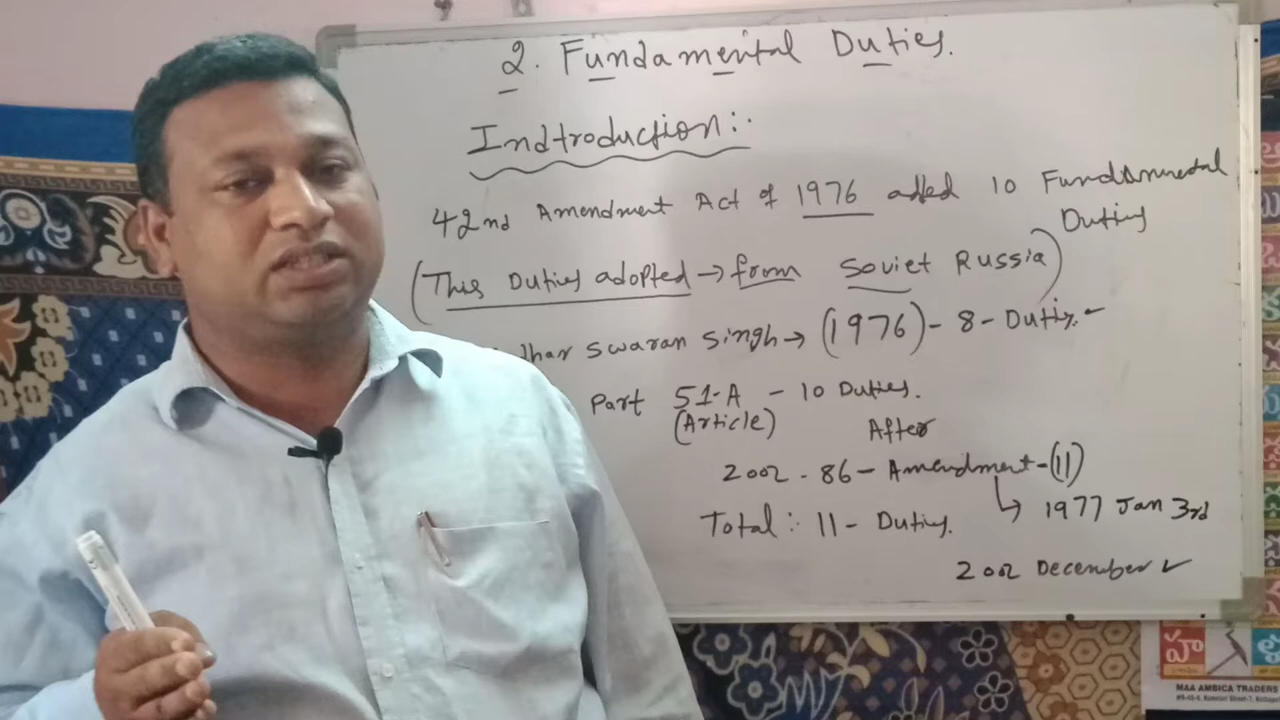 2. Fundamental Duties.
Indtroduction:-
42nd Amendment Act of 1976 added 10 Fundamental
Duties
(This Duties adopted → from Soviet Russia)
dhar Swaran Singh → (1976) - 8 - Duties.
Part 51-A - 10 Duties.
(Article) After
2002 - 86 - Amendment - (11)
↳ 1977 Jan 3rd
Total: 11 - Duties.
2002 December ✓
హ
MAA AMBICA TRADERS